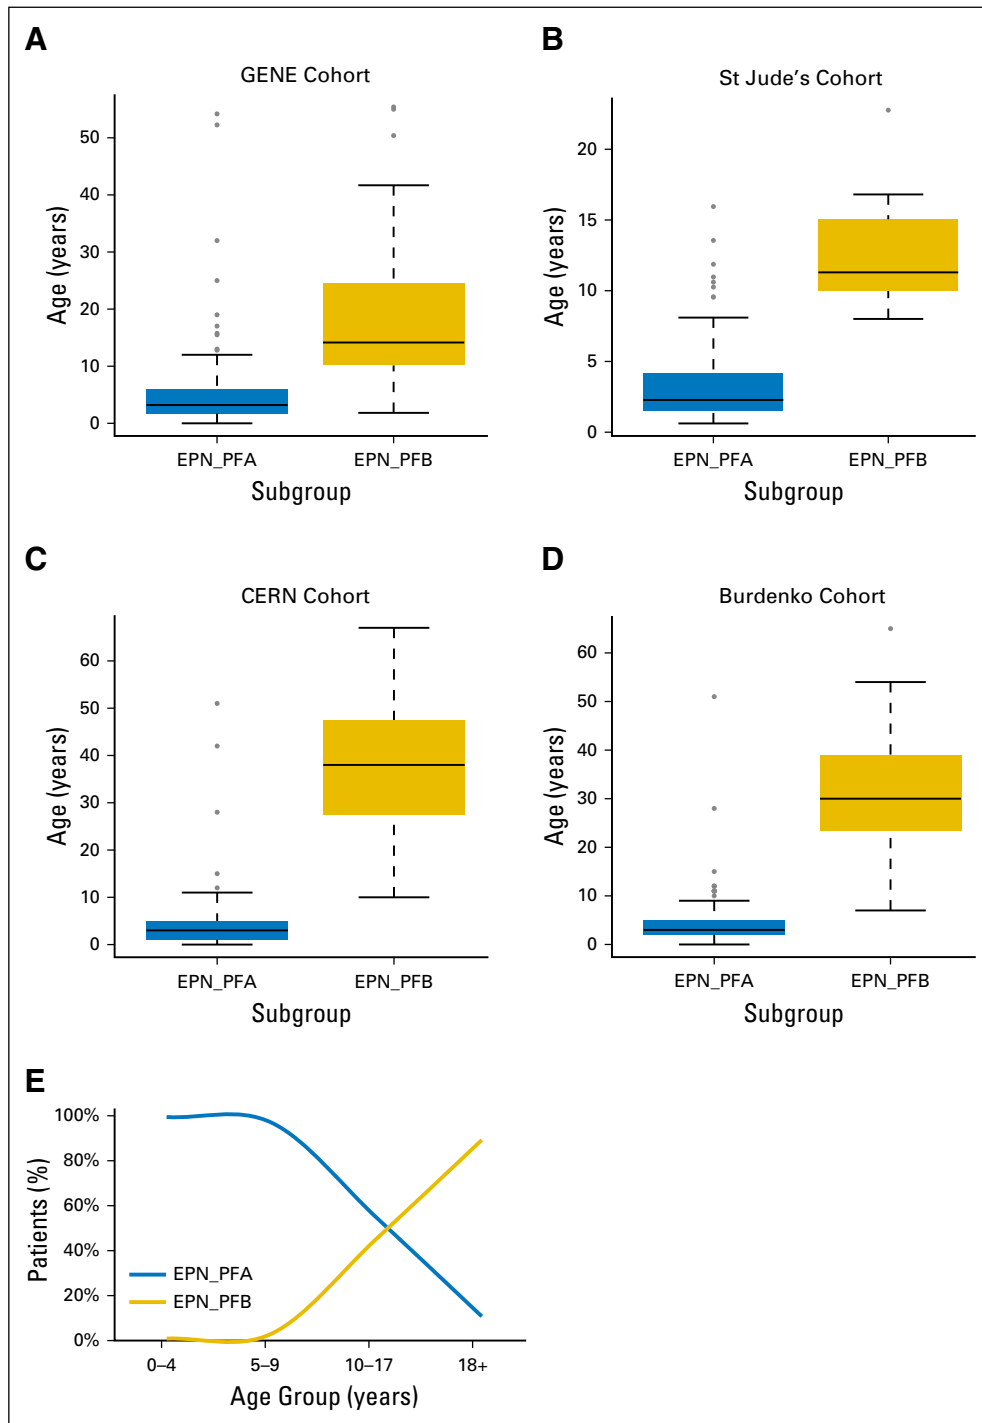 A
GENE Cohort
Age (years)
50
40
30
20
10
0
EPN_PFA EPN_PFB
Subgroup
B
St Jude's Cohort
Age (years)
20
15
10
5
0
EPN_PFA EPN_PFB
Subgroup
C
CERN Cohort
Age (years)
60
50
40
30
20
10
0
EPN_PFA EPN_PFB
Subgroup
D
Burdenko Cohort
Age (years)
60
50
40
30
20
10
0
EPN_PFA EPN_PFB
Subgroup
E
Patients (%)
100%
80%
60%
40%
20%
0%
EPN_PFA
EPN_PFB
0–4 5–9 10–17 18+
Age Group (years)